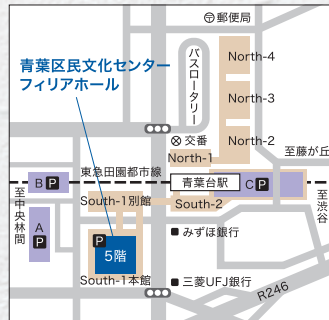 〒郵便局
青葉区民文化センター
フィリアホール
バスロータリー
North-4
North-3
North-2
交番
North-1
至藤が丘
東急田園都市線
青葉台駅
B P
C P
至中央林間
至渋谷
South-1別館
South-2
A P
P
5階
みずほ銀行
South-1本館
三菱UFJ銀行
R246